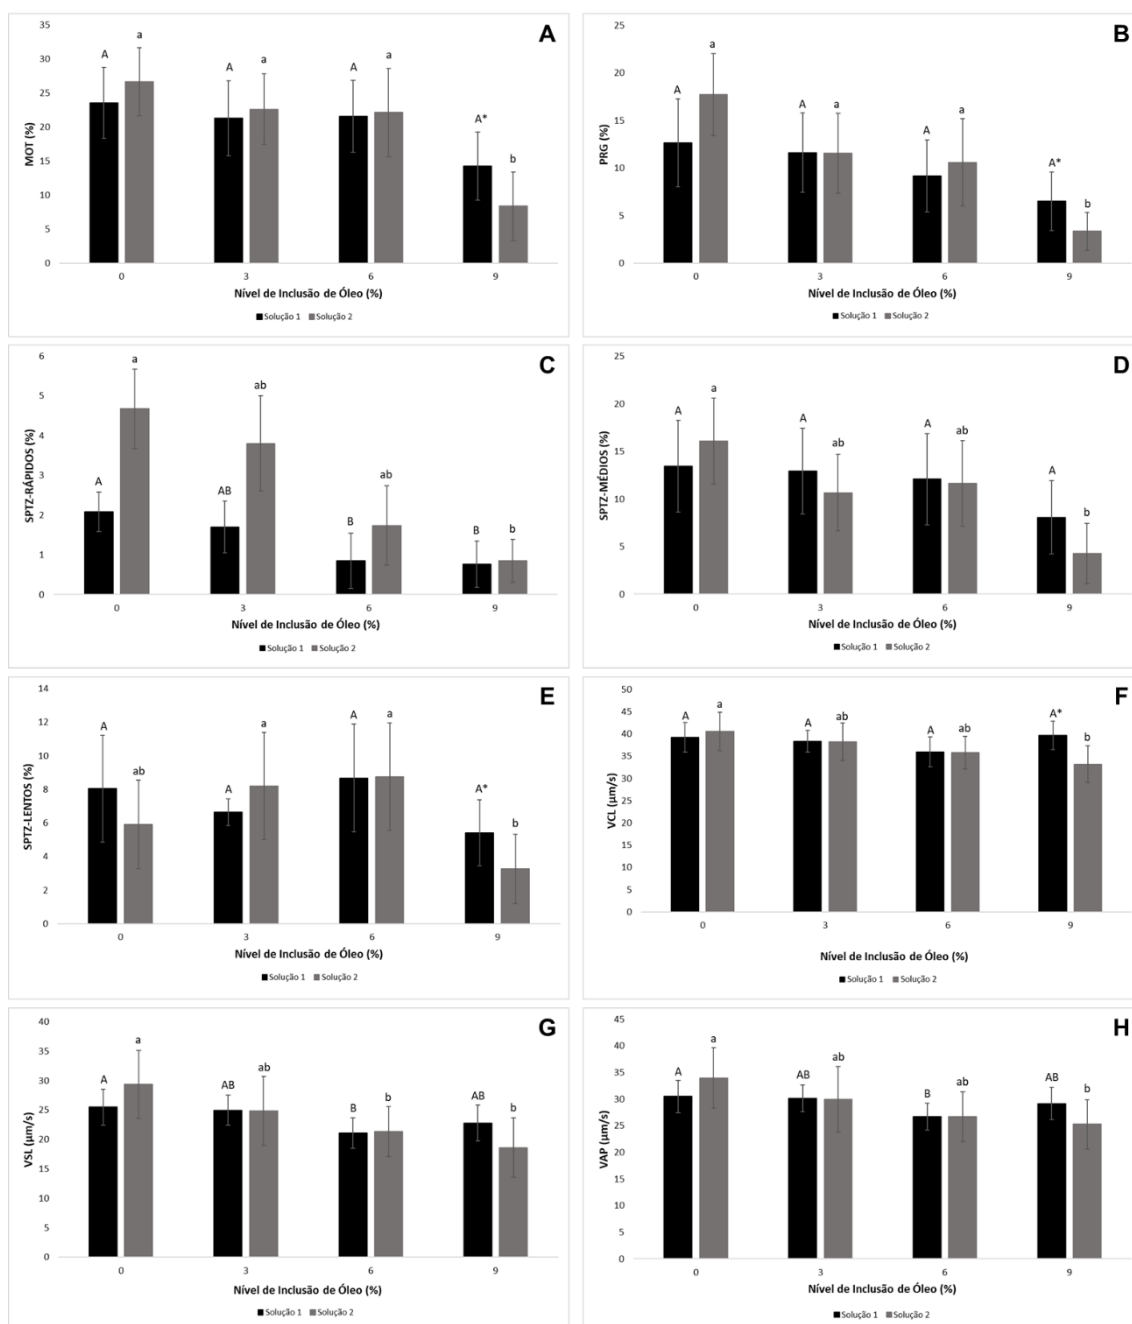 A
35
30
25
20
15
10
5
0
MOT (%)
A a A a A a A* b
0 3 6 9
Nível de Inclusão de Óleo (%)
Solução 1 Solução 2
B
25
20
15
10
5
0
PRG (%)
A a A a A a A* b
0 3 6 9
Nível de Inclusão de Óleo (%)
Solução 1 Solução 2
C
6
5
4
3
2
1
0
SPTZ-RÁPIDOS (%)
A a AB ab B ab B b
0 3 6 9
Nível de Inclusão de Óleo (%)
Solução 1 Solução 2
D
25
20
15
10
5
0
SPTZ-MÉDIOS (%)
A a A ab A ab A b
0 3 6 9
Nível de Inclusão de Óleo (%)
Solução 1 Solução 2
E
14
12
10
8
6
4
2
0
SPTZ-LENTOS (%)
A ab A a A a A* b
0 3 6 9
Nível de Inclusão de Óleo (%)
Solução 1 Solução 2
F
50
45
40
35
30
25
20
15
10
5
0
VCL (µm/s)
A a A ab A ab A* b
0 3 6 9
Nível de Inclusão de Óleo (%)
Solução 1 Solução 2
G
40
35
30
25
20
15
10
5
0
VSL (µm/s)
A a AB ab B b AB b
0 3 6 9
Nível de Inclusão de Óleo (%)
Solução 1 Solução 2
H
45
40
35
30
25
20
15
10
5
0
VAP (µm/s)
A a AB ab B ab AB b
0 3 6 9
Nível de Inclusão de Óleo (%)
Solução 1 Solução 2